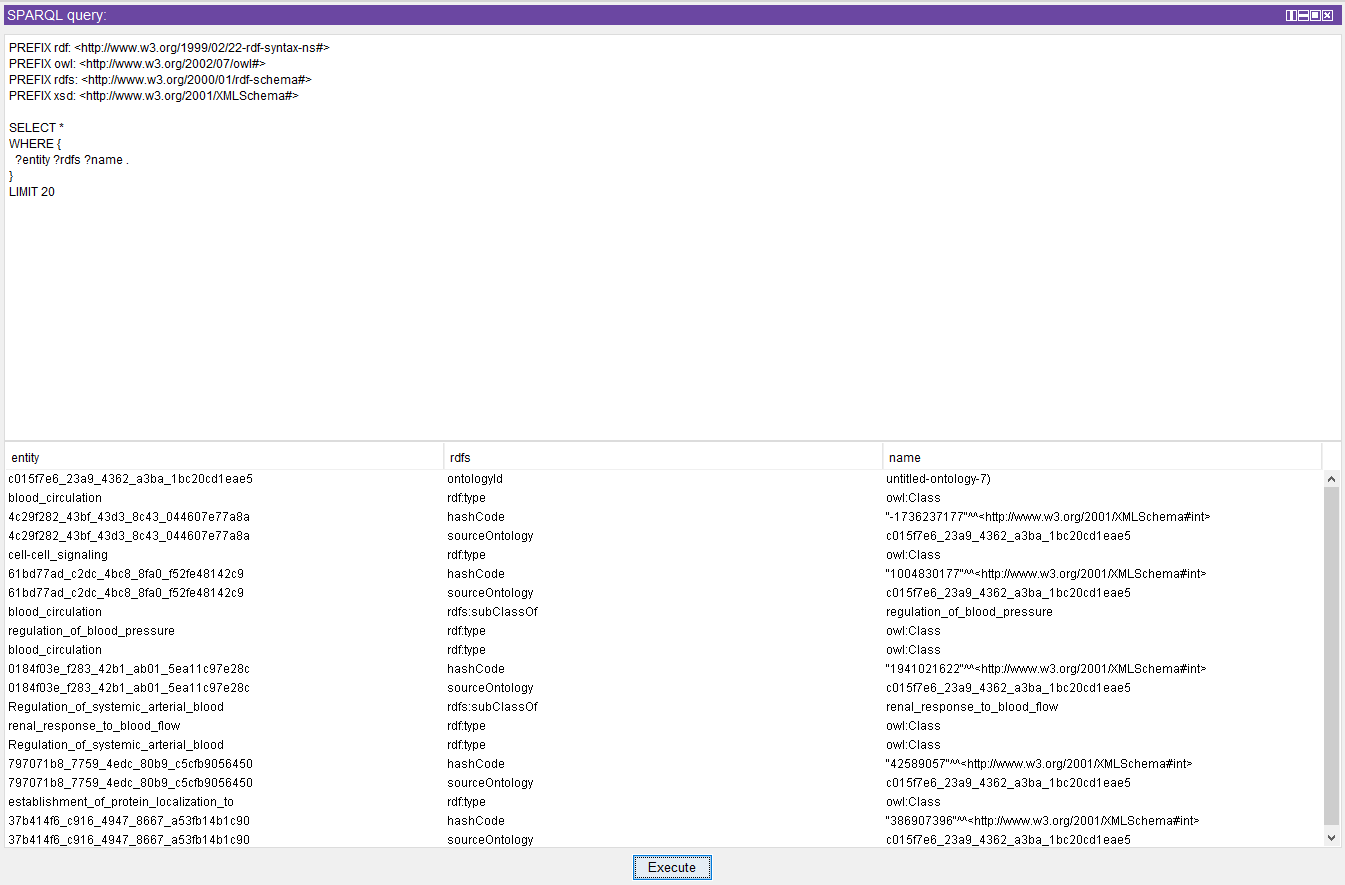 SPARQL query:
PREFIX rdf: <http://www.w3.org/1999/02/22-rdf-syntax-ns#>
PREFIX owl: <http://www.w3.org/2002/07/owl#>
PREFIX rdfs: <http://www.w3.org/2000/01/rdf-schema#>
PREFIX xsd: <http://www.w3.org/2001/XMLSchema#>
SELECT *
WHERE {
?entity ?rdfs ?name .
}
LIMIT 20
entity rdfs name
c015f7e6_23a9_4362_a3ba_1bc20cd1eae5 ontologyId untitled-ontology-7)
blood_circulation rdf:type owl:Class
4c29f282_43bf_43d3_8c43_044607e77a8a hashCode "-1736237177"^^<http://www.w3.org/2001/XMLSchema#int>
4c29f282_43bf_43d3_8c43_044607e77a8a sourceOntology c015f7e6_23a9_4362_a3ba_1bc20cd1eae5
cell-cell_signaling rdf:type owl:Class
61bd77ad_c2dc_4bc8_8fa0_f52fe48142c9 hashCode "1004830177"^^<http://www.w3.org/2001/XMLSchema#int>
61bd77ad_c2dc_4bc8_8fa0_f52fe48142c9 sourceOntology c015f7e6_23a9_4362_a3ba_1bc20cd1eae5
blood_circulation rdfs:subClassOf regulation_of_blood_pressure
regulation_of_blood_pressure rdf:type owl:Class
blood_circulation rdf:type owl:Class
0184f03e_f283_42b1_ab01_5ea11c97e28c hashCode "1941021622"^^<http://www.w3.org/2001/XMLSchema#int>
0184f03e_f283_42b1_ab01_5ea11c97e28c sourceOntology c015f7e6_23a9_4362_a3ba_1bc20cd1eae5
Regulation_of_systemic_arterial_blood rdfs:subClassOf renal_response_to_blood_flow
renal_response_to_blood_flow rdf:type owl:Class
Regulation_of_systemic_arterial_blood rdf:type owl:Class
797071b8_7759_4edc_80b9_c5cfb9056450 hashCode "42589057"^^<http://www.w3.org/2001/XMLSchema#int>
797071b8_7759_4edc_80b9_c5cfb9056450 sourceOntology c015f7e6_23a9_4362_a3ba_1bc20cd1eae5
establishment_of_protein_localization_to rdf:type owl:Class
37b414f6_c916_4947_8667_a53fb14b1c90 hashCode "386907396"^^<http://www.w3.org/2001/XMLSchema#int>
37b414f6_c916_4947_8667_a53fb14b1c90 sourceOntology c015f7e6_23a9_4362_a3ba_1bc20cd1eae5
Execute